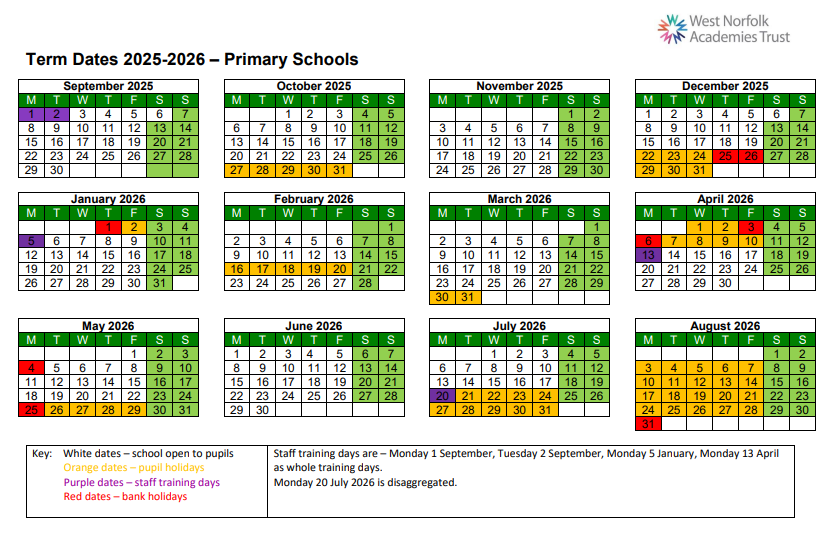 West Norfolk
Academies Trust
Term Dates 2025-2026 – Primary Schools
September 2025
M T W T F S S
1 2 3 4 5 6 7
8 9 10 11 12 13 14
15 16 17 18 19 20 21
22 23 24 25 26 27 28
29 30
October 2025
M T W T F S S
1 2 3 4 5
6 7 8 9 10 11 12
13 14 15 16 17 18 19
20 21 22 23 24 25 26
27 28 29 30 31
November 2025
M T W T F S S
1 2
3 4 5 6 7 8 9
10 11 12 13 14 15 16
17 18 19 20 21 22 23
24 25 26 27 28 29 30
December 2025
M T W T F S S
1 2 3 4 5 6 7
8 9 10 11 12 13 14
15 16 17 18 19 20 21
22 23 24 25 26 27 28
29 30 31
January 2026
M T W T F S S
1 2 3 4
5 6 7 8 9 10 11
12 13 14 15 16 17 18
19 20 21 22 23 24 25
26 27 28 29 30 31
February 2026
M T W T F S S
1
2 3 4 5 6 7 8
9 10 11 12 13 14 15
16 17 18 19 20 21 22
23 24 25 26 27 28
March 2026
M T W T F S S
1
2 3 4 5 6 7 8
9 10 11 12 13 14 15
16 17 18 19 20 21 22
23 24 25 26 27 28 29
30 31
April 2026
M T W T F S S
1 2 3 4 5
6 7 8 9 10 11 12
13 14 15 16 17 18 19
20 21 22 23 24 25 26
27 28 29 30
May 2026
M T W T F S S
1 2 3
4 5 6 7 8 9 10
11 12 13 14 15 16 17
18 19 20 21 22 23 24
25 26 27 28 29 30 31
June 2026
M T W T F S S
1 2 3 4 5 6 7
8 9 10 11 12 13 14
15 16 17 18 19 20 21
22 23 24 25 26 27 28
29 30
July 2026
M T W T F S S
1 2 3 4 5
6 7 8 9 10 11 12
13 14 15 16 17 18 19
20 21 22 23 24 25 26
27 28 29 30 31
August 2026
M T W T F S S
1 2
3 4 5 6 7 8 9
10 11 12 13 14 15 16
17 18 19 20 21 22 23
24 25 26 27 28 29 30
31
Key: White dates – school open to pupils
Orange dates – pupil holidays
Purple dates – staff training days
Red dates – bank holidays
Staff training days are – Monday 1 September, Tuesday 2 September, Monday 5 January, Monday 13 April
as whole training days.
Monday 20 July 2026 is disaggregated.